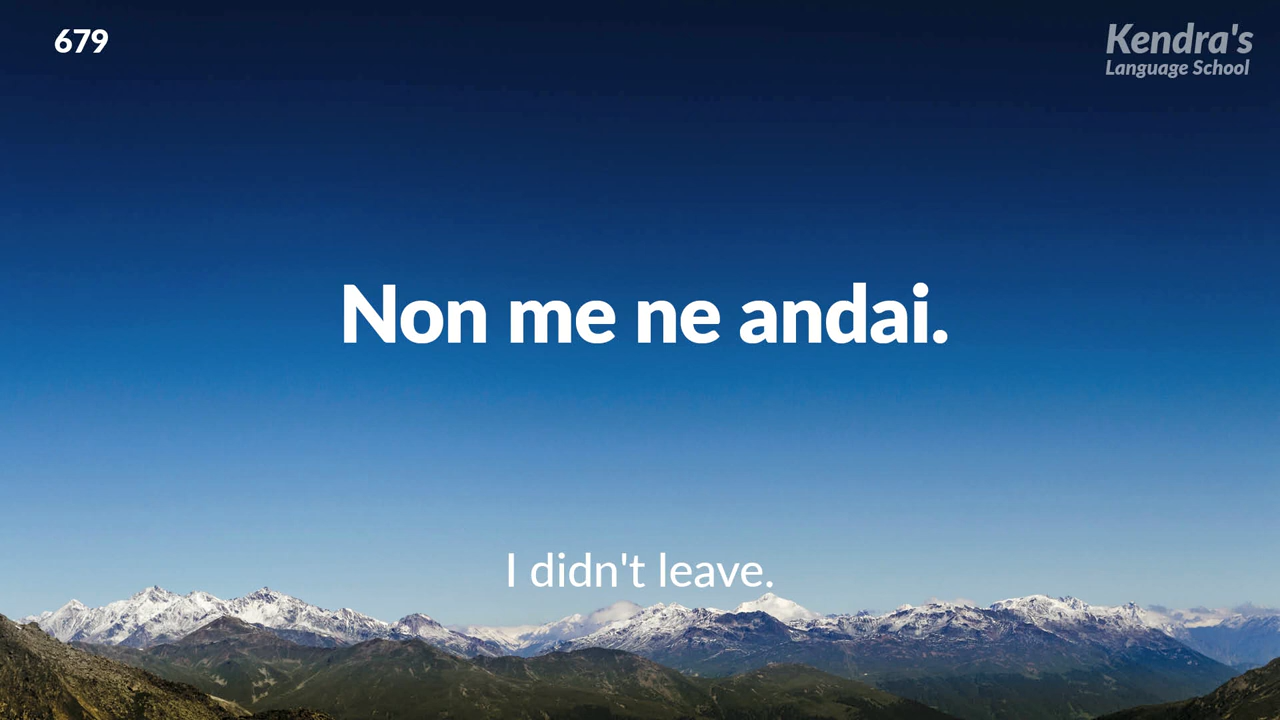 679
Kendra's
Language School
Non me ne andai.
I didn't leave.